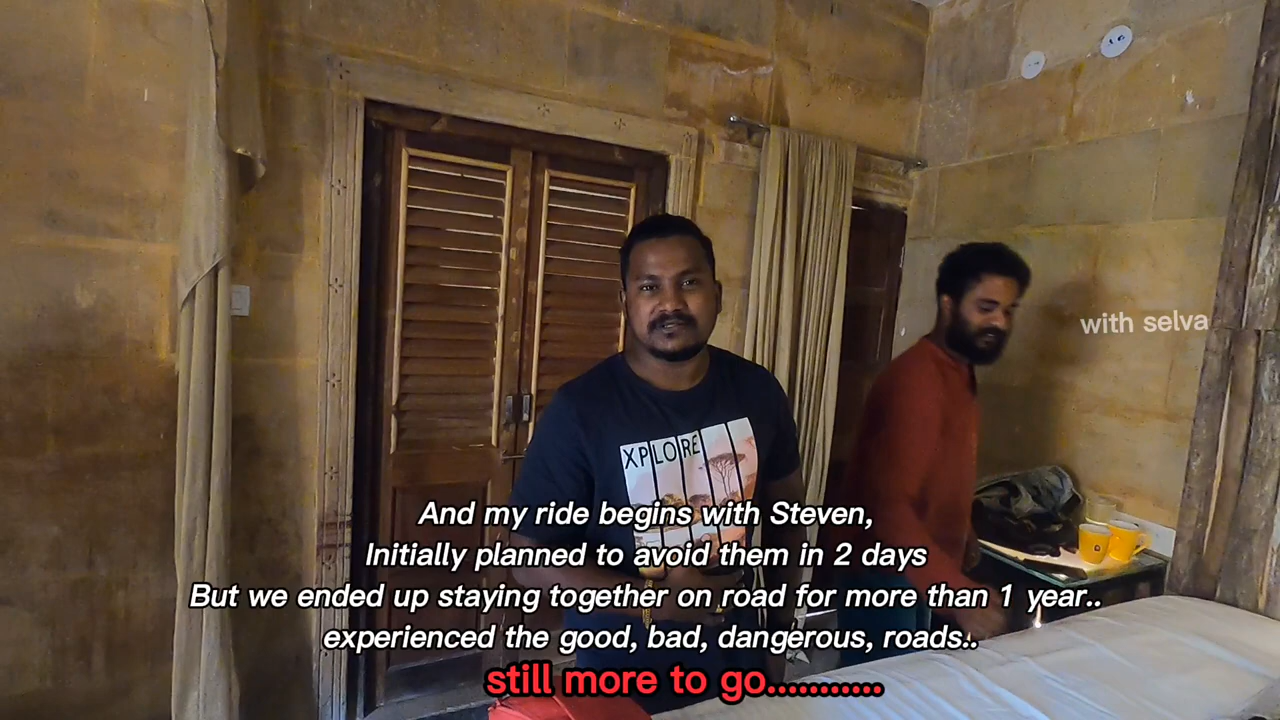 with selva
XPLORE
And my ride begins with Steven,
Initially planned to avoid them in 2 days
But we ended up staying together on road for more than 1 year..
experienced the good, bad, dangerous, roads..
still more to go...........